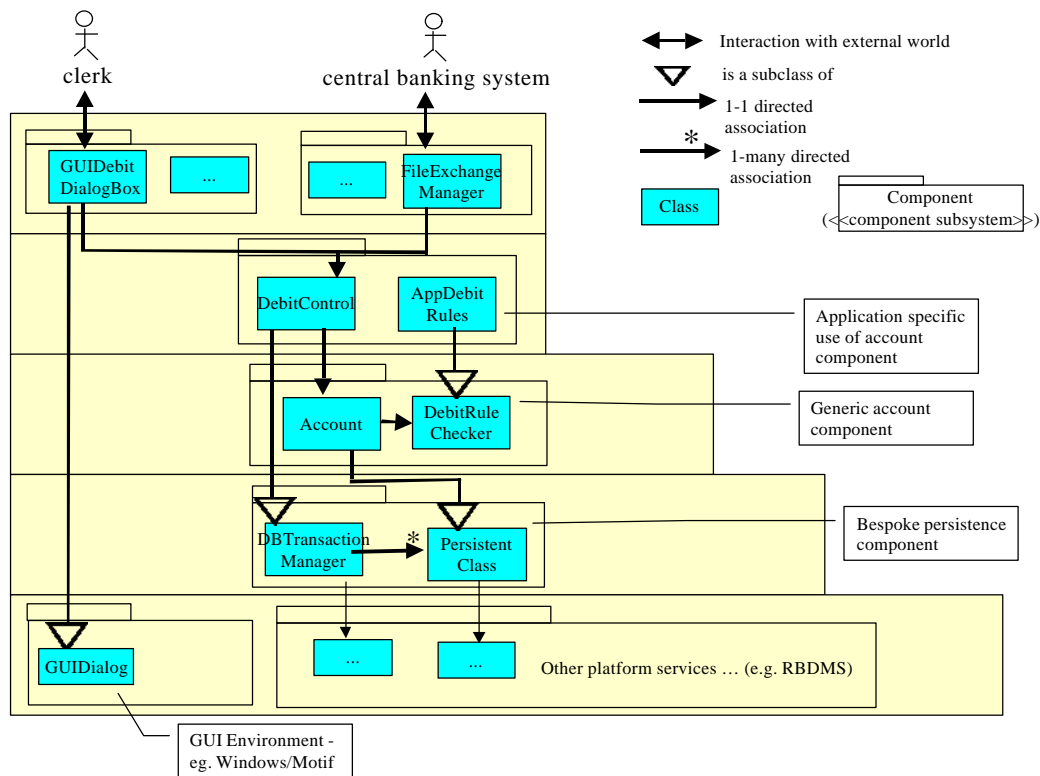 clerk
central banking system
Interaction with external world
is a subclass of
1-1 directed
association
*
1-many directed
association
Class
Component
(<<component subsystem>>)
GUIDebit
DialogBox
...
...
FileExchange
Manager
DebitControl
AppDebit
Rules
Application specific
use of account
component
Account
DebitRule
Checker
Generic account
component
DBTransaction
Manager
*
Persistent
Class
Bespoke persistence
component
GUIDialog
...
...
Other platform services … (e.g. RBDMS)
GUI Environment -
eg. Windows/Motif